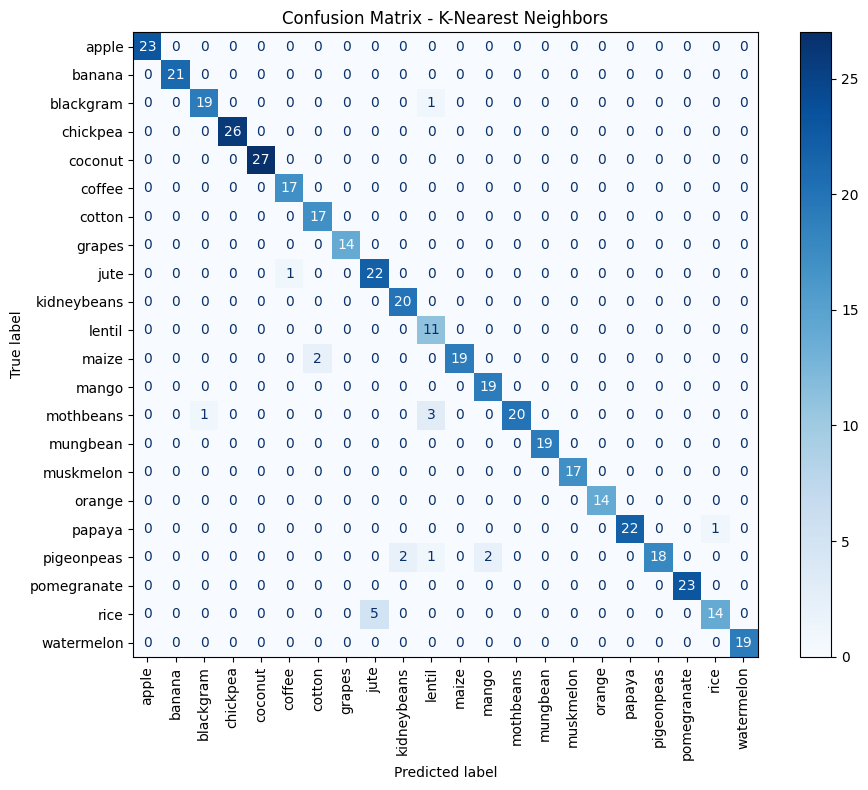 Confusion Matrix - K-Nearest Neighbors
apple 23 0 0 0 0 0 0 0 0 0 0 0 0 0 0 0 0 0 0 0 0 0
banana 0 21 0 0 0 0 0 0 0 0 0 0 0 0 0 0 0 0 0 0 0 0
blackgram 0 0 19 0 0 0 0 0 0 0 1 0 0 0 0 0 0 0 0 0 0 0
chickpea 0 0 0 26 0 0 0 0 0 0 0 0 0 0 0 0 0 0 0 0 0 0
coconut 0 0 0 0 27 0 0 0 0 0 0 0 0 0 0 0 0 0 0 0 0 0
coffee 0 0 0 0 0 17 0 0 0 0 0 0 0 0 0 0 0 0 0 0 0 0
cotton 0 0 0 0 0 0 17 0 0 0 0 0 0 0 0 0 0 0 0 0 0 0
grapes 0 0 0 0 0 0 0 14 0 0 0 0 0 0 0 0 0 0 0 0 0 0
jute 0 0 0 0 0 1 0 0 22 0 0 0 0 0 0 0 0 0 0 0 0 0
kidneybeans 0 0 0 0 0 0 0 0 0 20 0 0 0 0 0 0 0 0 0 0 0 0
lentil 0 0 0 0 0 0 0 0 0 0 11 0 0 0 0 0 0 0 0 0 0 0
maize 0 0 0 0 0 0 2 0 0 0 0 19 0 0 0 0 0 0 0 0 0 0
mango 0 0 0 0 0 0 0 0 0 0 0 0 19 0 0 0 0 0 0 0 0 0
mothbeans 0 0 1 0 0 0 0 0 0 0 3 0 0 20 0 0 0 0 0 0 0 0
mungbean 0 0 0 0 0 0 0 0 0 0 0 0 0 0 19 0 0 0 0 0 0 0
muskmelon 0 0 0 0 0 0 0 0 0 0 0 0 0 0 0 17 0 0 0 0 0 0
orange 0 0 0 0 0 0 0 0 0 0 0 0 0 0 0 0 14 0 0 0 0 0
papaya 0 0 0 0 0 0 0 0 0 0 0 0 0 0 0 0 0 22 0 0 1 0
pigeonpeas 0 0 0 0 0 0 0 0 0 2 1 0 2 0 0 0 0 0 18 0 0 0
pomegranate 0 0 0 0 0 0 0 0 0 0 0 0 0 0 0 0 0 0 0 23 0 0
rice 0 0 0 0 0 0 0 0 5 0 0 0 0 0 0 0 0 0 0 0 14 0
watermelon 0 0 0 0 0 0 0 0 0 0 0 0 0 0 0 0 0 0 0 0 0 19
True label
apple banana blackgram chickpea coconut coffee cotton grapes jute kidneybeans lentil maize mango mothbeans mungbean muskmelon orange papaya pigeonpeas pomegranate rice watermelon
Predicted label
25
20
15
10
5
0